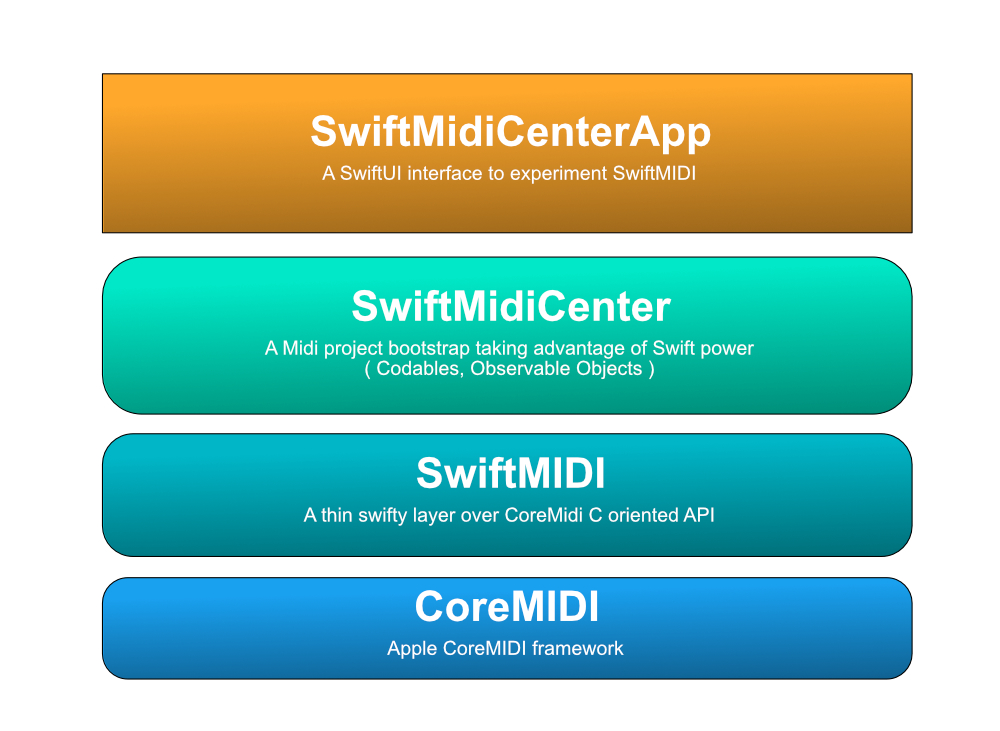 SwiftMidiCenterApp
A SwiftUI interface to experiment SwiftMIDI
SwiftMidiCenter
A Midi project bootstrap taking advantage of Swift power
( Codables, Observable Objects )
SwiftMIDI
A thin swifty layer over CoreMidi C oriented API
CoreMIDI
Apple CoreMIDI framework